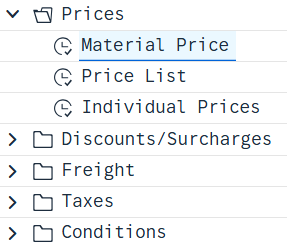 Prices
Material Price
Price List
Individual Prices
Discounts/Surcharges
Freight
Taxes
Conditions